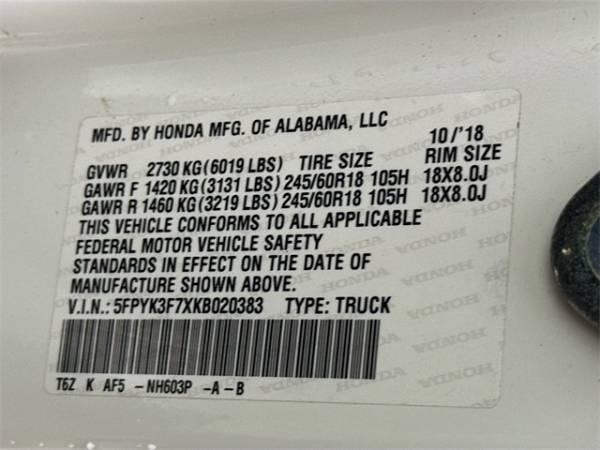 MFD. BY HONDA MFG. OF ALABAMA, LLC 10/'18
GVWR 2730 KG(6019 LBS) TIRE SIZE RIM SIZE
GAWR F 1420 KG(3131 LBS) 245/60R18 105H 18X8.0J
GAWR R 1460 KG(3219 LBS) 245/60R18 105H 18X8.0J
THIS VEHICLE CONFORMS TO ALL APPLICABLE
FEDERAL MOTOR VEHICLE SAFETY
STANDARDS IN EFFECT ON THE DATE OF
MANUFACTURE SHOWN ABOVE.
V.I.N.: 5FPYK3F7XKB020383 TYPE: TRUCK
T6Z K AF5 -NH603P -A -B